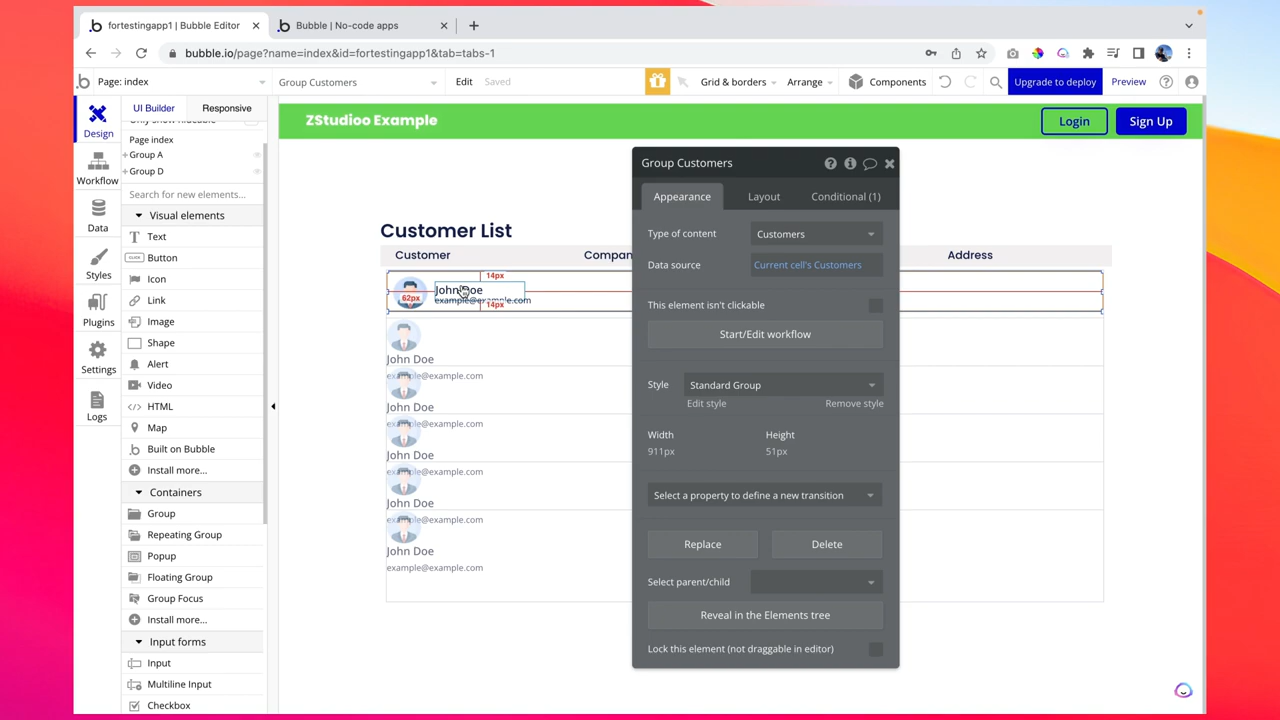 fortestingapp1 | Bubble Editor
Bubble | No-code apps
bubble.io/page?name=index&id=fortestingapp1&tab=tabs-1
Page: index
Group Customers
Edit
Saved
Grid & borders
Arrange
Components
Upgrade to deploy
Preview
Design
Workflow
Data
Styles
Plugins
Settings
Logs
UI Builder
Responsive
Page index
Group A
Group D
Search for new elements...
Visual elements
Text
CLICK
Button
Icon
Link
Image
Shape
Alert
Video
HTML
Map
Built on Bubble
Install more...
Containers
Group
Repeating Group
Popup
Floating Group
Group Focus
Install more...
Input forms
Input
Multiline Input
Checkbox
ZStudioo Example
Login
Sign Up
Customer List
Customer
Compan
Address
14px
62px
John Doe
example@example.com
14px
John Doe
example@example.com
John Doe
example@example.com
John Doe
example@example.com
John Doe
example@example.com
John Doe
example@example.com
Group Customers
Appearance
Layout
Conditional (1)
Type of content
Customers
Data source
Current cell's Customers
This element isn't clickable
Start/Edit workflow
Style
Standard Group
Edit style
Remove style
Width
Height
911px
51px
Select a property to define a new transition
Replace
Delete
Select parent/child
Reveal in the Elements tree
Lock this element (not draggable in editor)